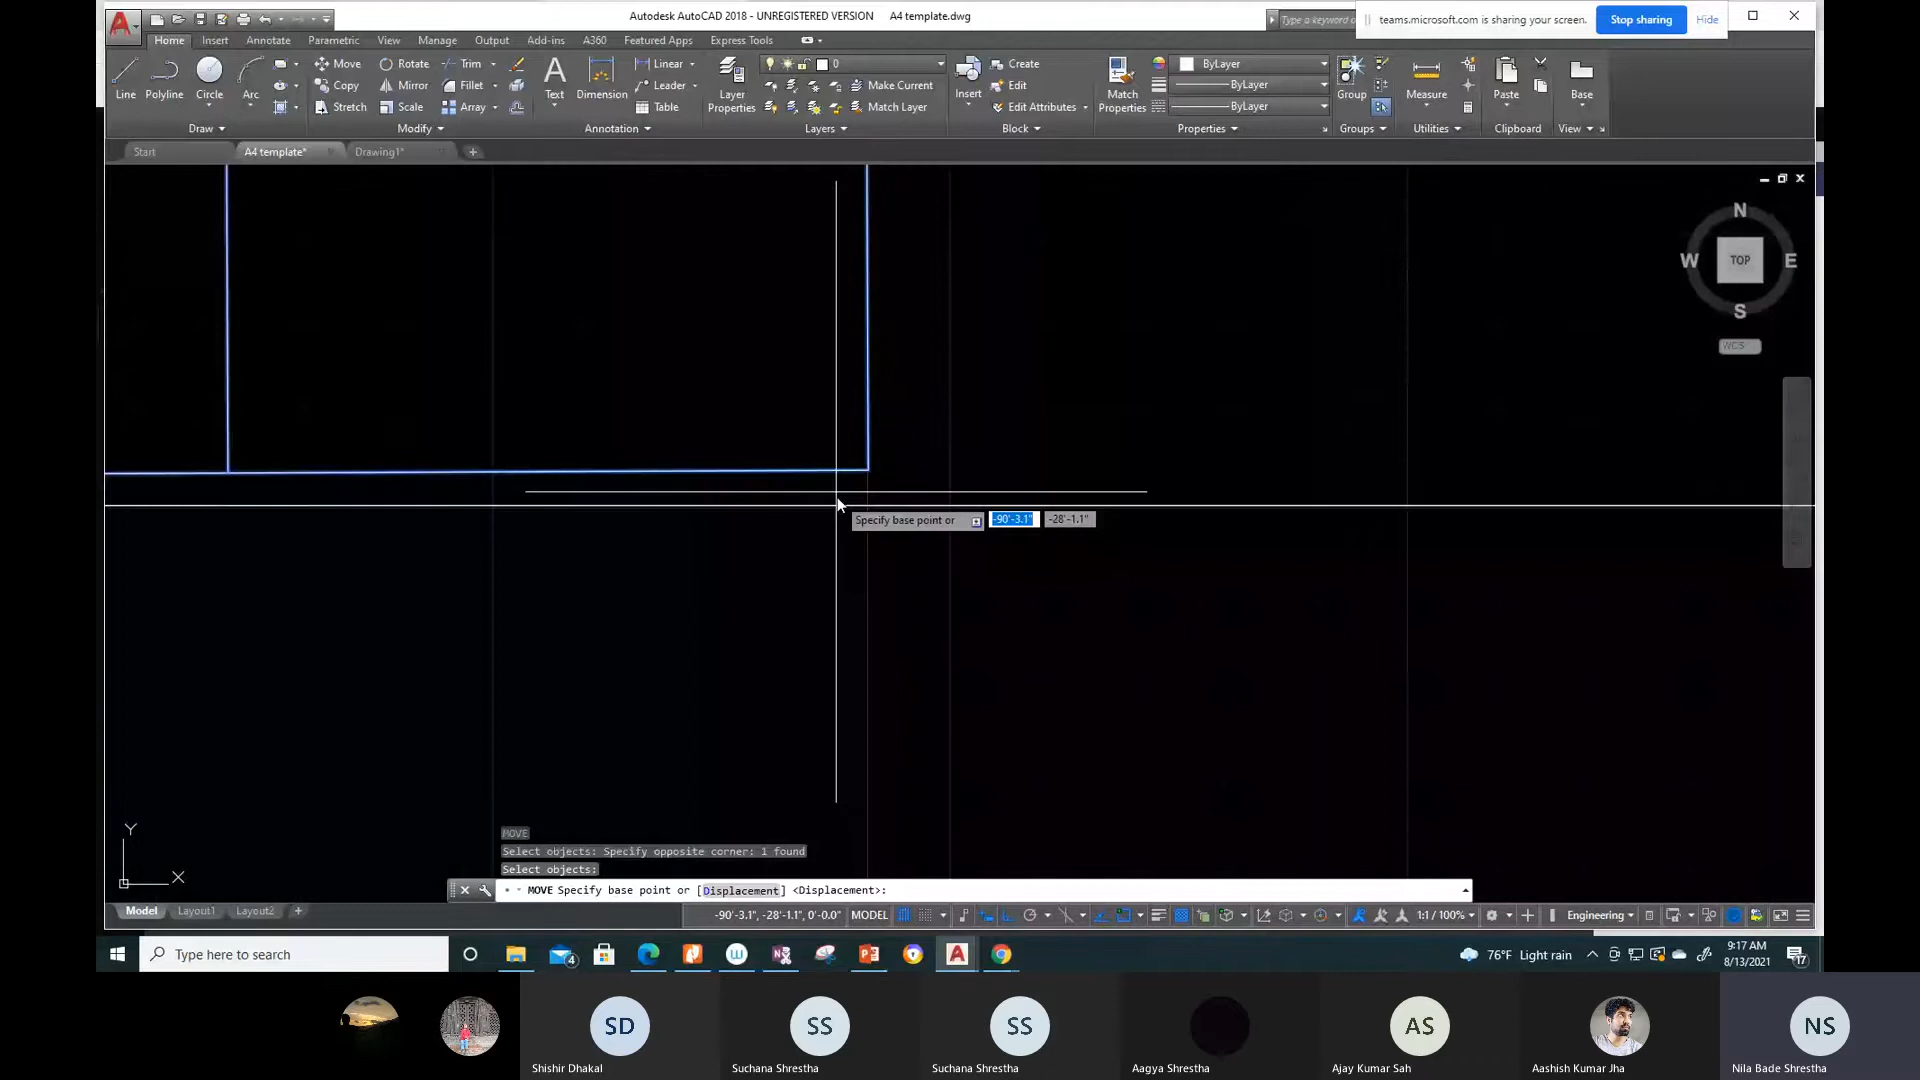 Autodesk AutoCAD 2018 - UNREGISTERED VERSION A4 template.dwg
Type a keyword o
teams.microsoft.com is sharing your screen.
Stop sharing
Hide
Home Insert Annotate Parametric View Manage Output Add-ins A360 Featured Apps Express Tools
Line Polyline Circle Arc
Move Rotate Trim
Copy Mirror Fillet
Stretch Scale Array
Text Dimension
Linear
Leader
Table
Layer Properties
0
Make Current
Match Layer
Insert
Create
Edit
Edit Attributes
Match Properties
ByLayer
ByLayer
ByLayer
Group
Measure
Paste
Base
Draw Modify Annotation Layers Block Properties Groups Utilities Clipboard View
Start A4 template* Drawing1*
N
W TOP E
S
WCS
Specify base point or -90'-3.1" -28'-1.1"
Y
X
MOVE
Select objects: Specify opposite corner: 1 found
Select objects:
MOVE Specify base point or [Displacement] <Displacement>:
Model Layout1 Layout2
-90'-3.1", -28'-1.1", 0'-0.0" MODEL 1:1 / 100% Engineering
Type here to search
4
76°F Light rain
9:17 AM
8/13/2021
17
SD SS SS AS NS
Shishir Dhakal Suchana Shrestha Suchana Shrestha Aagya Shrestha Ajay Kumar Sah Aashish Kumar Jha Nila Bade Shrestha